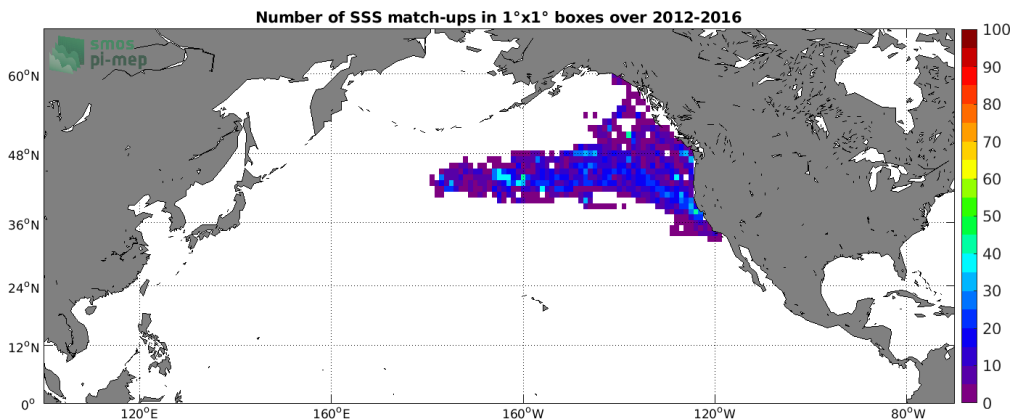 Number of SSS match-ups in 1°x1° boxes over 2012-2016
smos
pi-mep
60°N
48°N
36°N
24°N
12°N
0°
120°E
160°E
160°W
120°W
80°W
100
90
80
70
60
50
40
30
20
10
0